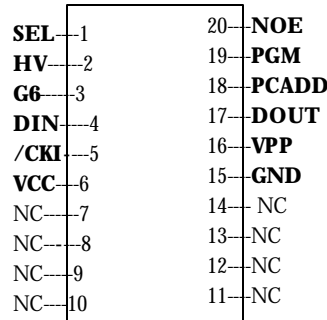 SEL----1
HV-----2
G6-----3
DIN----4
/CKI----5
VCC----6
NC-----7
NC-----8
NC-----9
NC----10
20----NOE
19----PGM
18----PCADD
17----DOUT
16----VPP
15----GND
14---- NC
13----NC
12----NC
11----NC